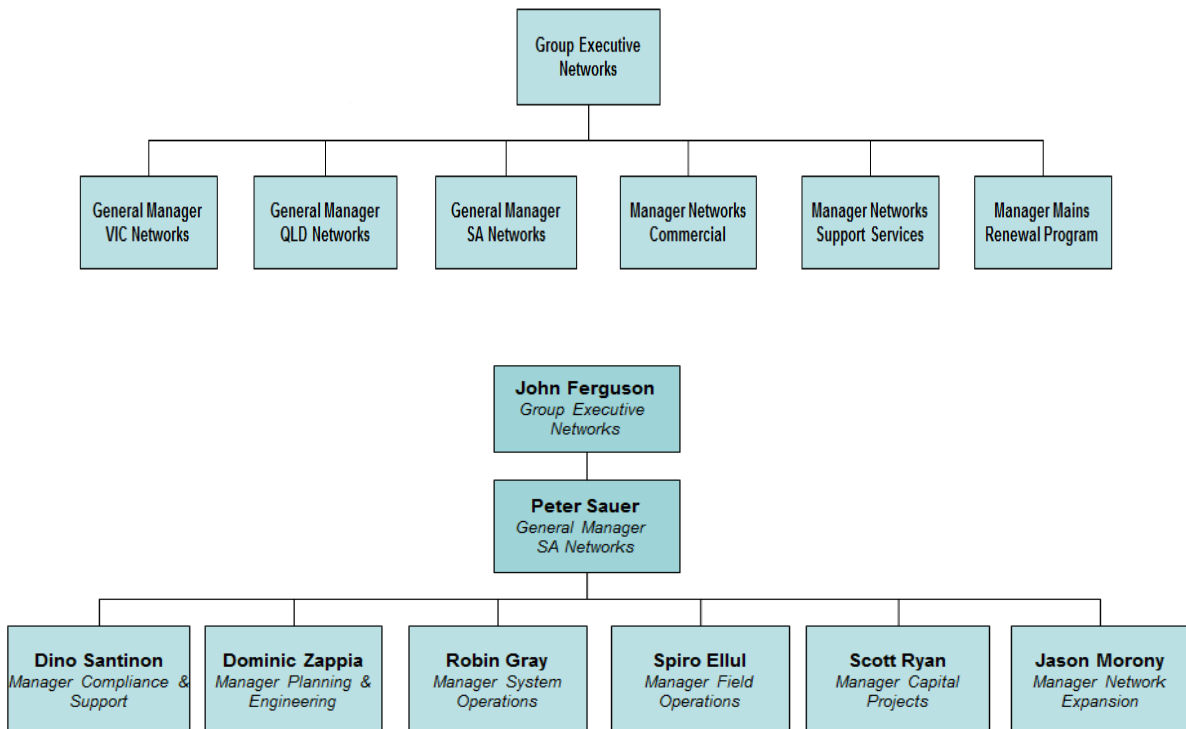 Group Executive
Networks
General Manager
VIC Networks
General Manager
QLD Networks
General Manager
SA Networks
Manager Networks
Commercial
Manager Networks
Support Services
Manager Mains
Renewal Program
John Ferguson
Group Executive
Networks
Peter Sauer
General Manager
SA Networks
Dino Santinon
Manager Compliance &
Support
Dominic Zappia
Manager Planning &
Engineering
Robin Gray
Manager System
Operations
Spiro Ellul
Manager Field
Operations
Scott Ryan
Manager Capital
Projects
Jason Morony
Manager Network
Expansion